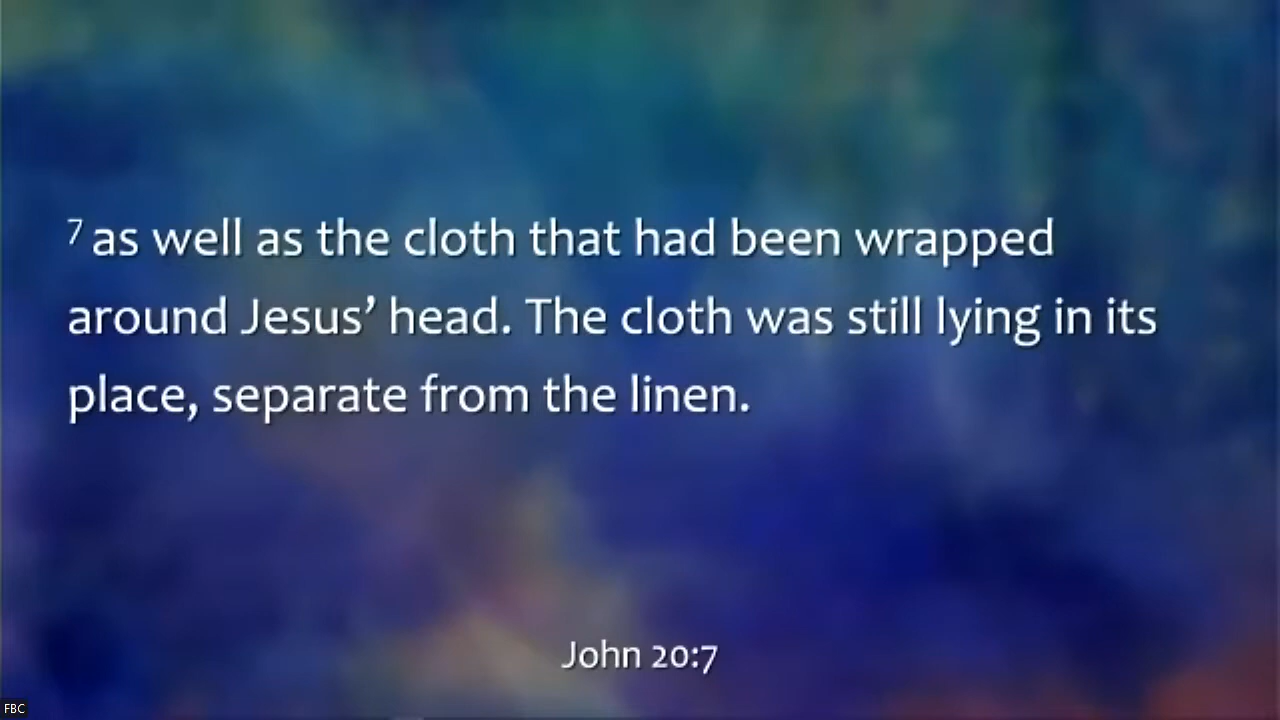 7 as well as the cloth that had been wrapped
around Jesus’ head. The cloth was still lying in its
place, separate from the linen.
John 20:7
FBC